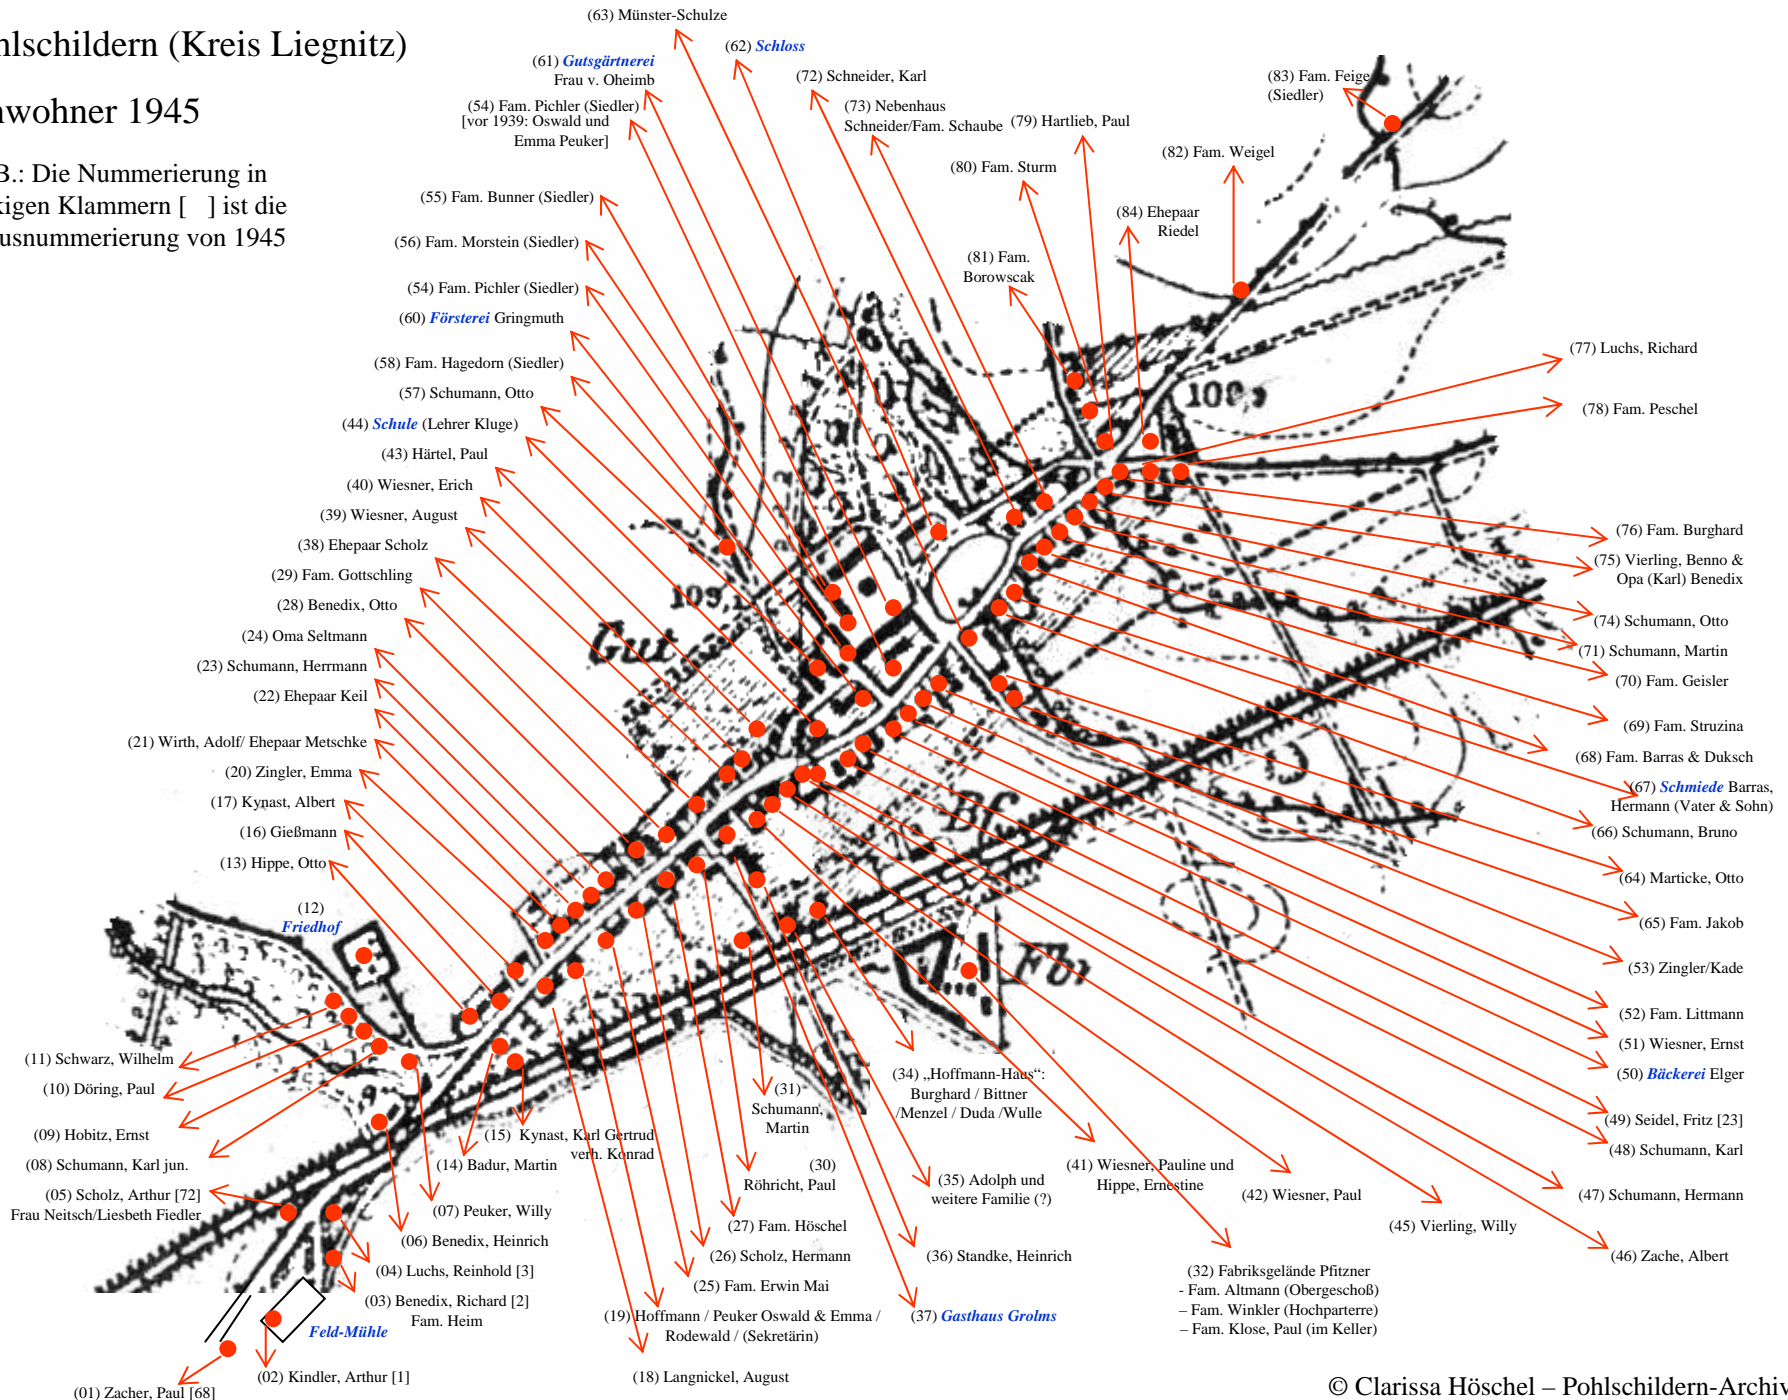 hlschildern (Kreis Liegnitz)
nwohner 1945
B.: Die Nummerierung in
kigen Klammern [ ] ist die
usnummerierung von 1945
(63) Münster-Schulze
(62) Schloss
(61) Gutsgärtnerei
Frau v. Oheimb
(54) Fam. Pichler (Siedler)
[vor 1939: Oswald und
Emma Peuker]
(72) Schneider, Karl
(73) Nebenhaus
Schneider/Fam. Schaube
(79) Hartlieb, Paul
(80) Fam. Sturm
(81) Fam.
Borowscak
(84) Ehepaar
Riedel
(82) Fam. Weigel
(83) Fam. Feige
(Siedler)
(55) Fam. Bunner (Siedler)
(56) Fam. Morstein (Siedler)
(54) Fam. Pichler (Siedler)
(60) Försterei Gringmuth
(58) Fam. Hagedorn (Siedler)
(57) Schumann, Otto
(44) Schule (Lehrer Kluge)
(43) Härtel, Paul
(40) Wiesner, Erich
(39) Wiesner, August
(38) Ehepaar Scholz
(29) Fam. Gottschling
(28) Benedix, Otto
(24) Oma Seltmann
(23) Schumann, Herrmann
(22) Ehepaar Keil
(21) Wirth, Adolf/ Ehepaar Metschke
(20) Zingler, Emma
(17) Kynast, Albert
(16) Gießmann
(13) Hippe, Otto
(12)
Friedhof
(11) Schwarz, Wilhelm
(10) Döring, Paul
(09) Hobitz, Ernst
(08) Schumann, Karl jun.
(05) Scholz, Arthur [72]
Frau Neitsch/Liesbeth Fiedler
(77) Luchs, Richard
(78) Fam. Peschel
(76) Fam. Burghard
(75) Vierling, Benno &
Opa (Karl) Benedix
(74) Schumann, Otto
(71) Schumann, Martin
(70) Fam. Geisler
(69) Fam. Struzina
(68) Fam. Barras & Duksch
(67) Schmiede Barras,
Hermann (Vater & Sohn)
(66) Schumann, Bruno
(64) Marticke, Otto
(65) Fam. Jakob
(53) Zingler/Kade
(52) Fam. Littmann
(51) Wiesner, Ernst
(50) Bäckerei Elger
(49) Seidel, Fritz [23]
(48) Schumann, Karl
(47) Schumann, Hermann
(46) Zache, Albert
(45) Vierling, Willy
(42) Wiesner, Paul
(41) Wiesner, Pauline und
Hippe, Ernestine
(34) „Hoffmann-Haus“:
Burghard / Bittner
/Menzel / Duda /Wulle
(31)
Schumann,
Martin
(30)
Röhricht, Paul
(35) Adolph und
weitere Familie (?)
(36) Standke, Heinrich
(32) Fabriksgelände Pfitzner
- Fam. Altmann (Obergeschoß)
– Fam. Winkler (Hochparterre)
– Fam. Klose, Paul (im Keller)
(37) Gasthaus Grolms
(15) Kynast, Karl Gertrud
verh. Konrad
(14) Badur, Martin
(07) Peuker, Willy
(06) Benedix, Heinrich
(04) Luchs, Reinhold [3]
(03) Benedix, Richard [2]
Fam. Heim
Feld-Mühle
(02) Kindler, Arthur [1]
(01) Zacher, Paul [68]
(27) Fam. Höschel
(26) Scholz, Hermann
(25) Fam. Erwin Mai
(19) Hoffmann / Peuker Oswald & Emma /
Rodewald / (Sekretärin)
(18) Langnickel, August
Gut
109
Bf.
© Clarissa Höschel – Pohlschildern-Archiv